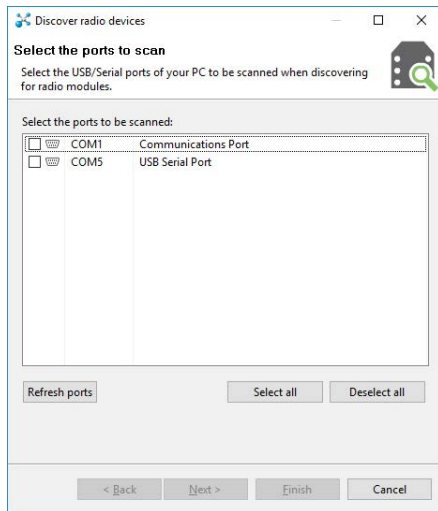 Discover radio devices
Select the ports to scan
Select the USB/Serial ports of your PC to be scanned when discovering
for radio modules.
Select the ports to be scanned:
COM1 Communications Port
COM5 USB Serial Port
Refresh ports Select all Deselect all
< Back Next > Finish Cancel